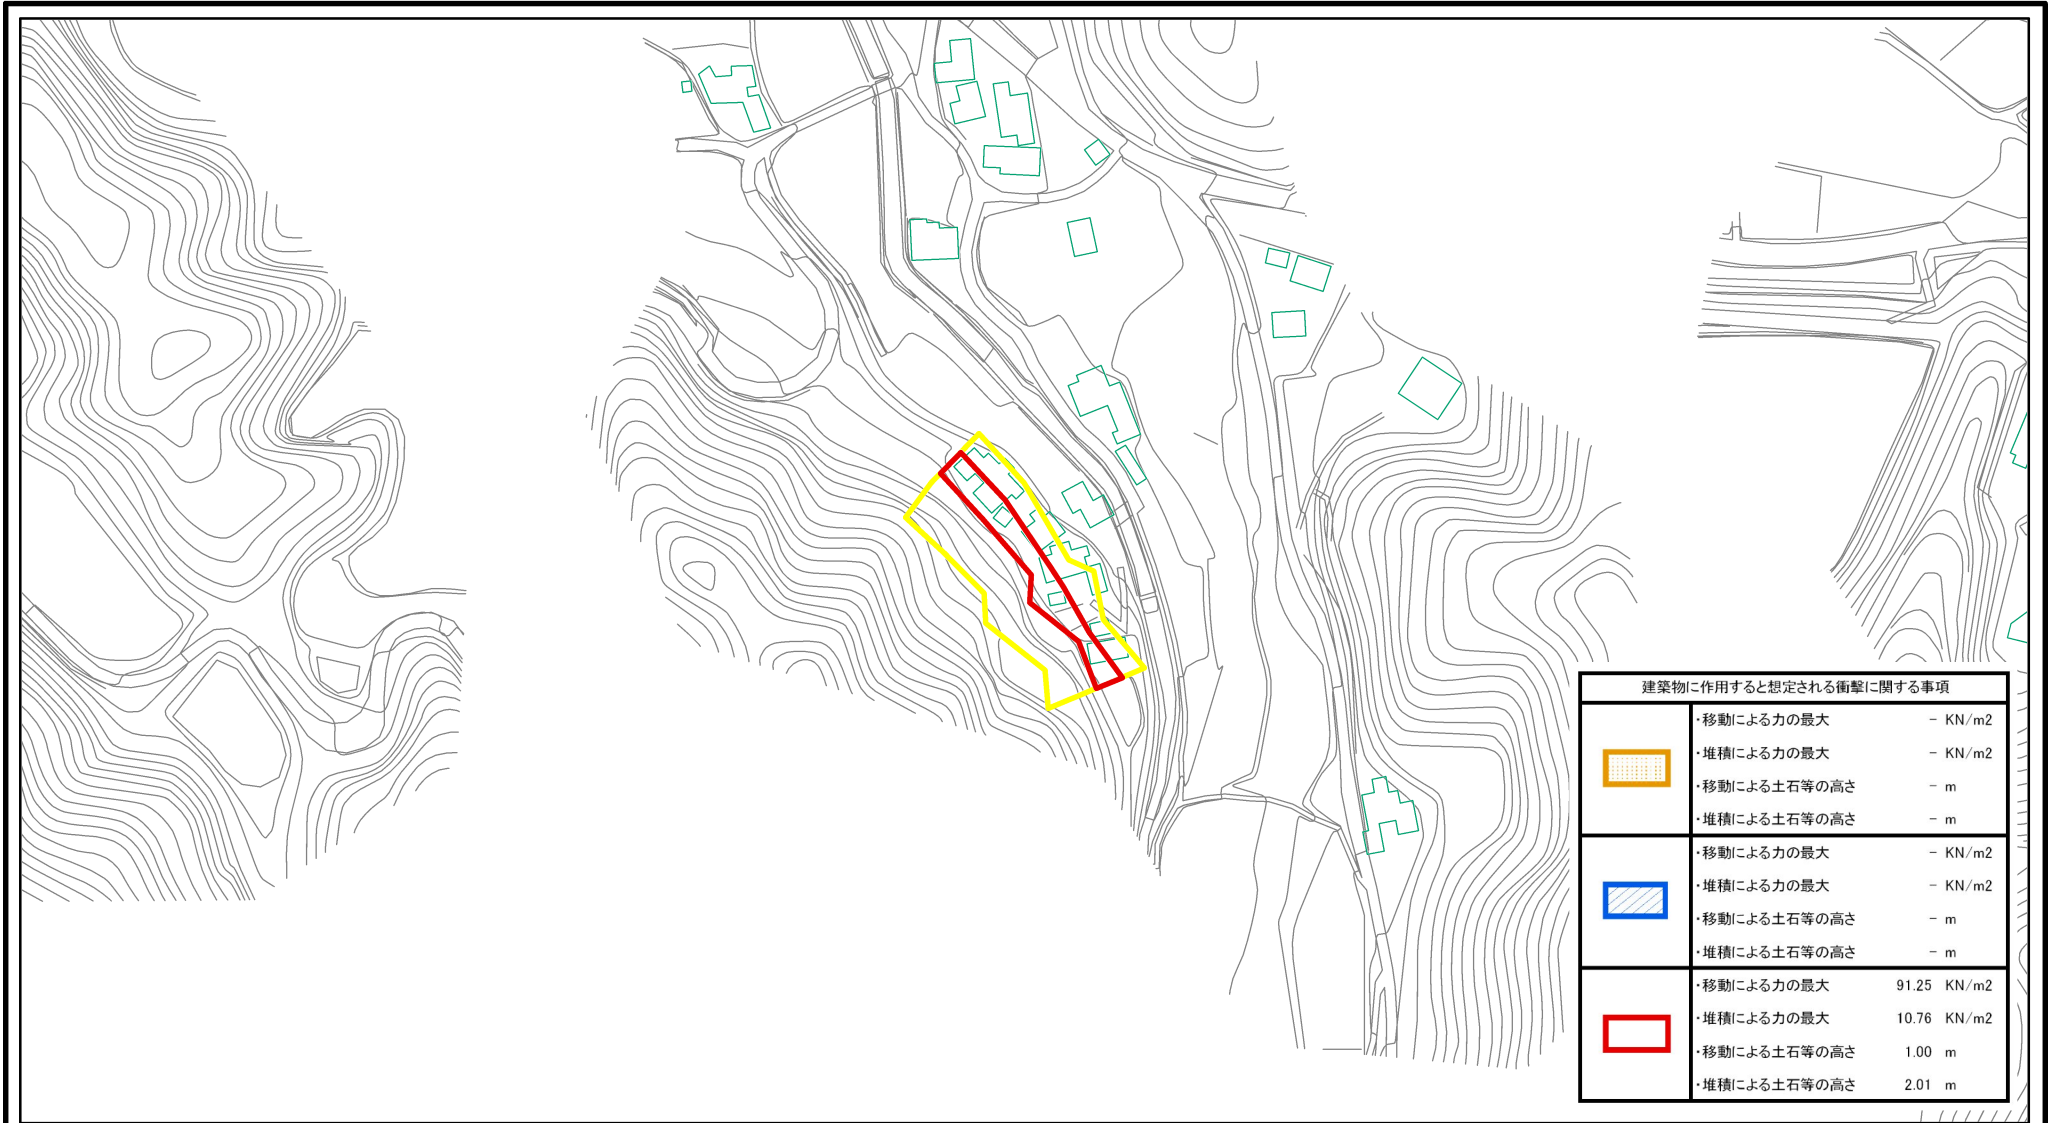 建築物に作用すると想定される衝撃に関する事項
・移動による力の最大 － KN/m2
・堆積による力の最大 － KN/m2
・移動による土石等の高さ － m
・堆積による土石等の高さ － m
・移動による力の最大 － KN/m2
・堆積による力の最大 － KN/m2
・移動による土石等の高さ － m
・堆積による土石等の高さ － m
・移動による力の最大 91.25 KN/m2
・堆積による力の最大 10.76 KN/m2
・移動による土石等の高さ 1.00 m
・堆積による土石等の高さ 2.01 m